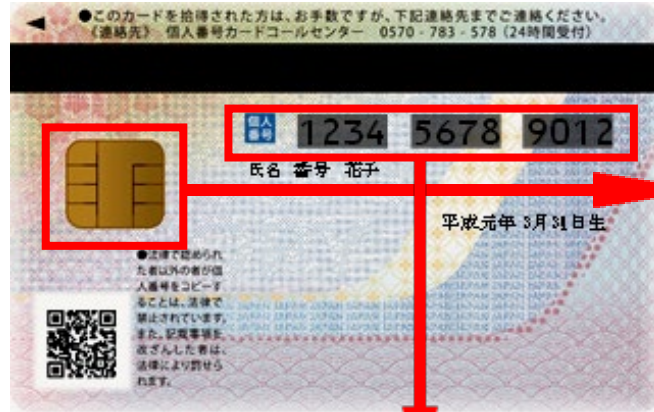 ●このカードを拾得された方は、お手数ですが、下記連絡先までご連絡ください。
《連絡先》 個人番号カードコールセンター 0570-783-578（24時間受付）
個人番号 1234 5678 9012
氏名 番号 花子
平成元年 3月31日生
●法律で認められ
た者以外の者が個
人番号をコピーす
ることは、法律で
禁止されています。
また、記載事項を
改ざんした者は、
法律により罰せら
れます。